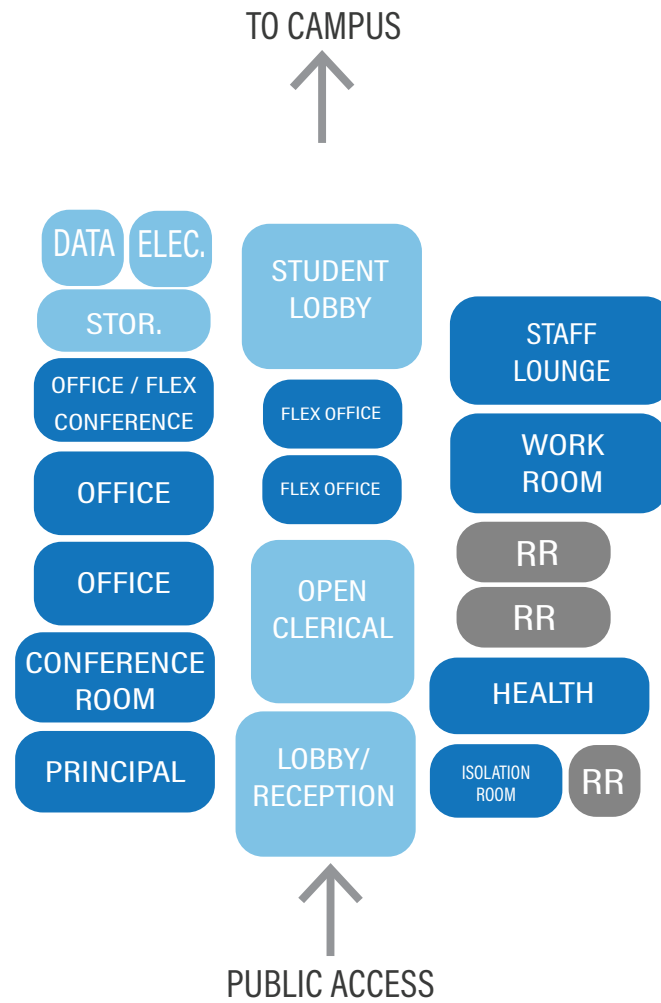 TO CAMPUS
DATA
ELEC.
STOR.
OFFICE / FLEX
CONFERENCE
OFFICE
OFFICE
CONFERENCE
ROOM
PRINCIPAL
STUDENT
LOBBY
FLEX OFFICE
FLEX OFFICE
OPEN
CLERICAL
LOBBY/
RECEPTION
STAFF
LOUNGE
WORK
ROOM
RR
RR
HEALTH
ISOLATION
ROOM
RR
PUBLIC ACCESS